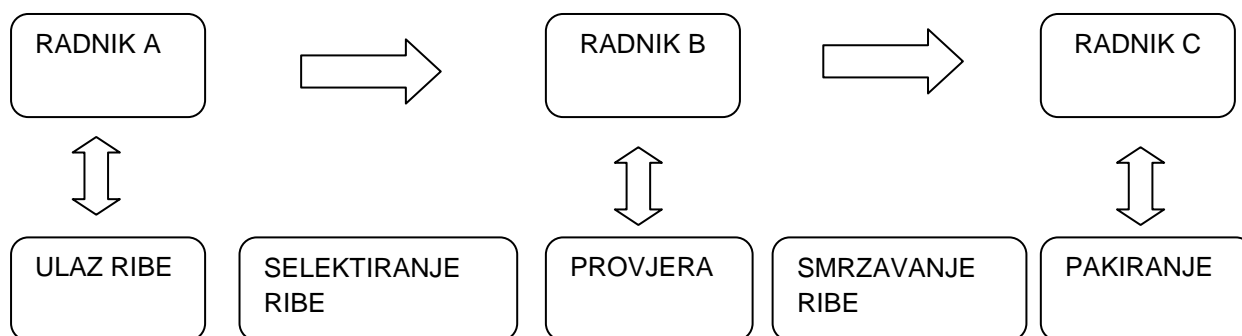 RADNIK A
RADNIK B
RADNIK C
ULAZ RIBE
SELEKTIRANJE
RIBE
PROVJERA
SMRZAVANJE
RIBE
PAKIRANJE